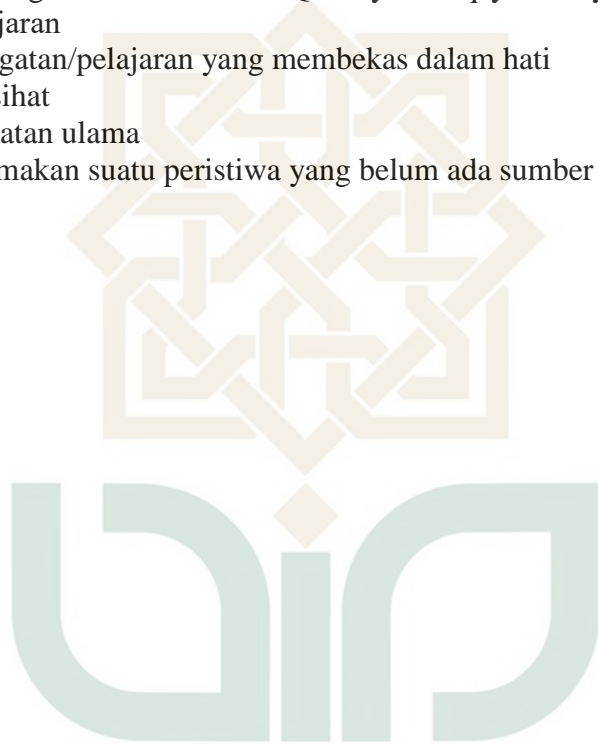 jaran
gatan/pelajaran yang membekas dalam hati
sihat
atan ulama
makan suatu peristiwa yang belum ada sumber